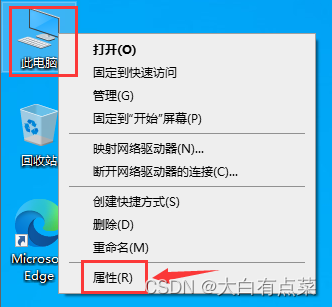 此电脑
回收站
Microso
Edge
打开(O)
固定到快速访问
管理(G)
固定到"开始"屏幕(P)
映射网络驱动器(N)...
断开网络驱动器的连接(C)...
创建快捷方式(S)
删除(D)
重命名(M)
属性(R)
CSDN @大白有点菜